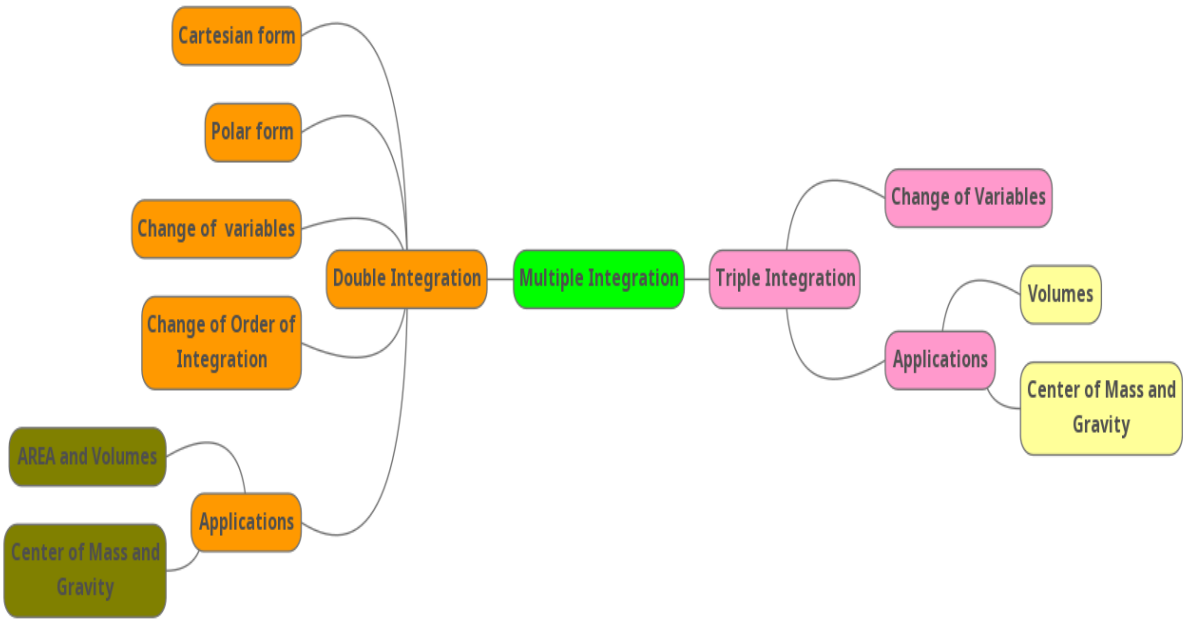 Cartesian form
Polar form
Change of  variables
Change of Order of
Integration
AREA and Volumes
Applications
Center of Mass and
Gravity
Double Integration
Multiple Integration
Triple Integration
Change of Variables
Applications
Volumes
Center of Mass and
Gravity